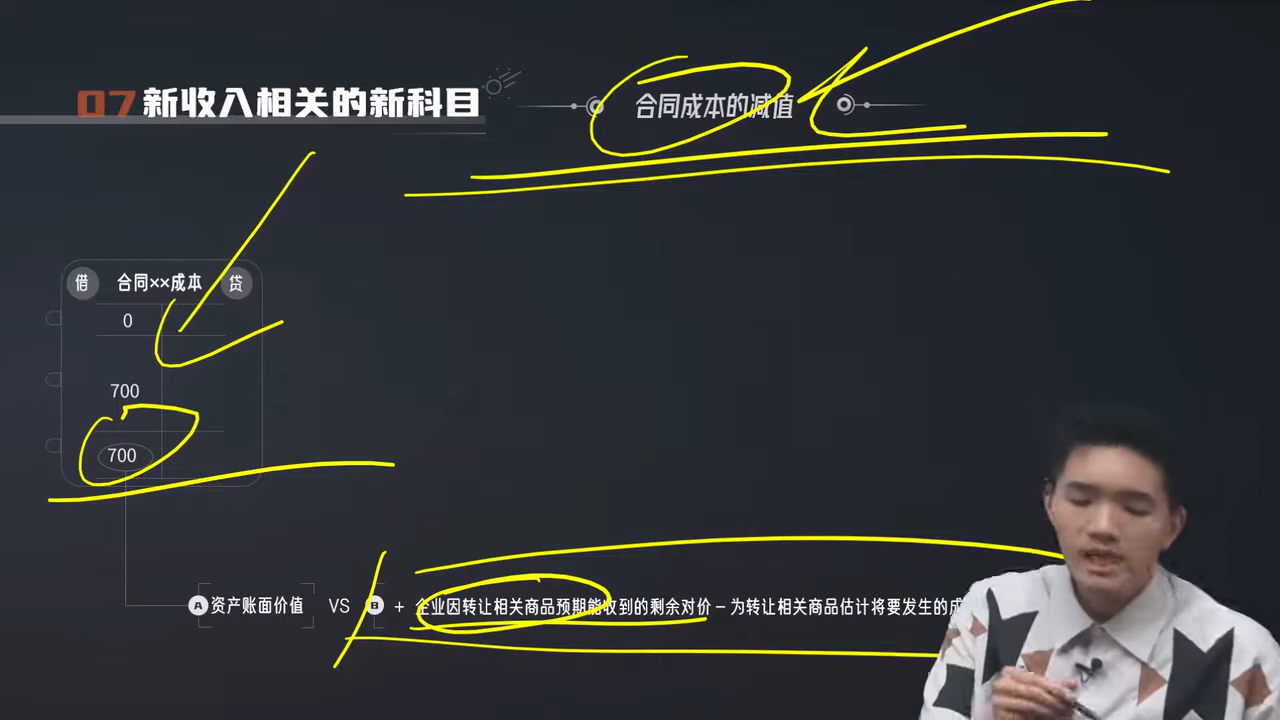 07 新收入相关的新科目
合同成本的减值
借 合同××成本 贷
0
700
700
A 资产账面价值 VS B + 企业因转让相关商品预期能收到的剩余对价 – 为转让相关商品估计将要发生的成